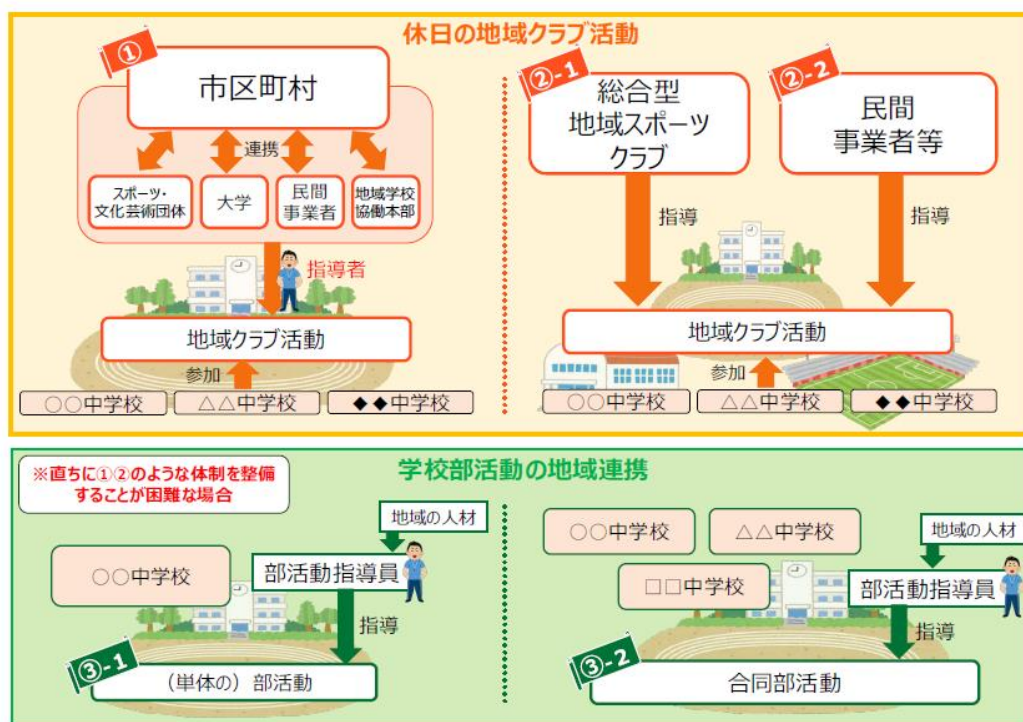 休日の地域クラブ活動
①
市区町村
連携
スポーツ・
文化芸術団体
大学
民間
事業者
地域学校
協働本部
指導者
地域クラブ活動
参加
○○中学校
△△中学校
◆◆中学校
②-1
総合型
地域スポーツ
クラブ
②-2
民間
事業者等
指導
指導
地域クラブ活動
参加
○○中学校
△△中学校
◆◆中学校
学校部活動の地域連携
※直ちに①②のような体制を整備
することが困難な場合
地域の人材
○○中学校
部活動指導員
指導
③-1
（単体の）部活動
○○中学校
△△中学校
地域の人材
□□中学校
部活動指導員
指導
③-2
合同部活動